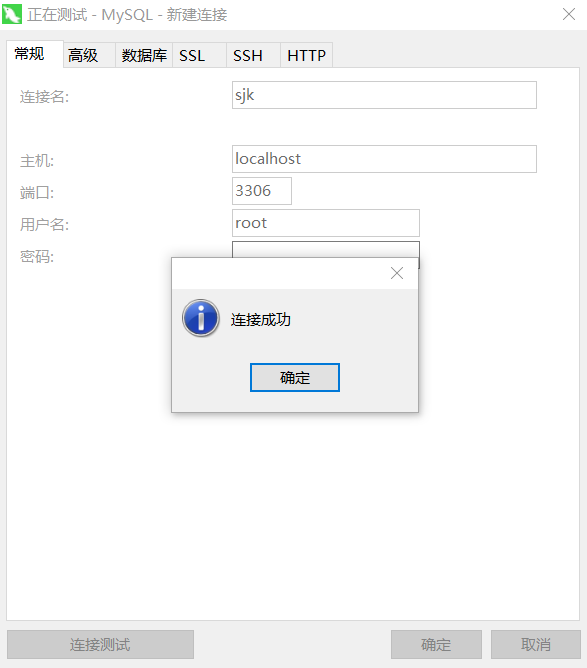 正在测试 - MySQL - 新建连接
常规 高级 数据库 SSL SSH HTTP
连接名: sjk
主机: localhost
端口: 3306
用户名: root
密码:
连接成功
确定
连接测试 确定 取消